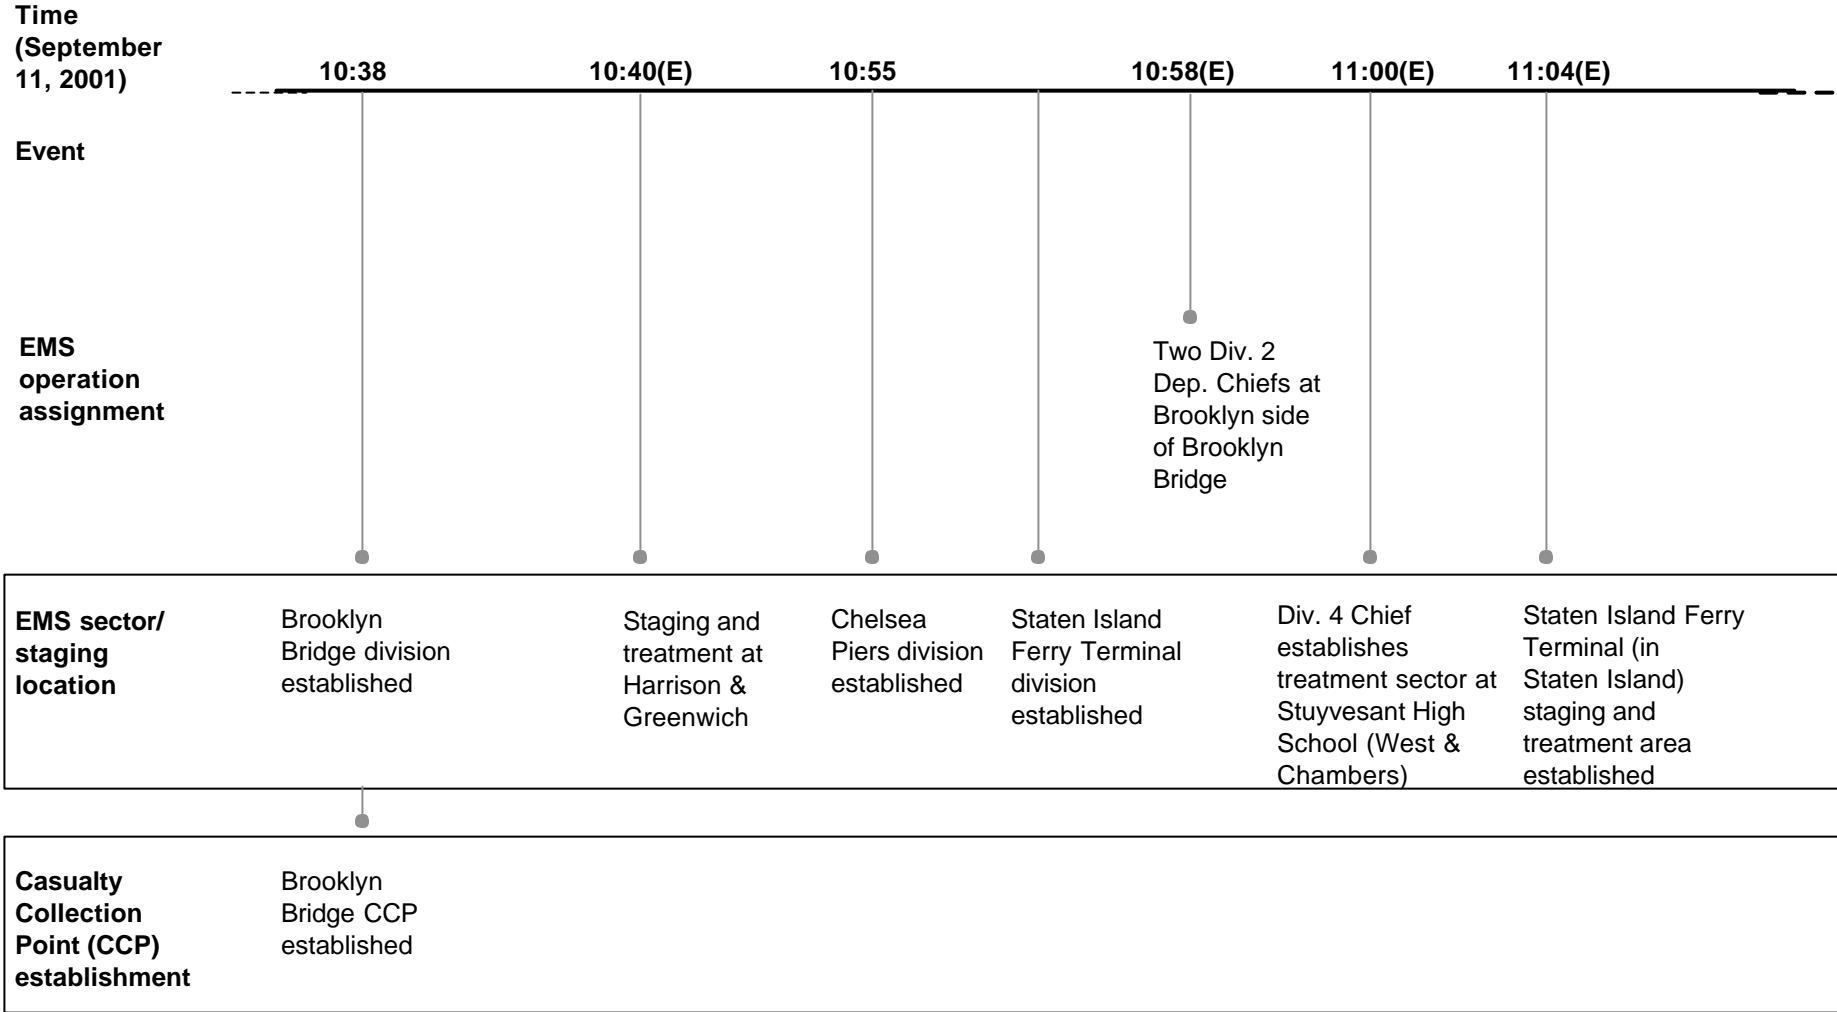 Time
(September
11, 2001)
10:38 10:40(E) 10:55 10:58(E) 11:00(E) 11:04(E)
Event
EMS
operation
assignment
Two Div. 2
Dep. Chiefs at
Brooklyn side
of Brooklyn
Bridge
EMS sector/
staging
location
Brooklyn
Bridge division
established
Staging and
treatment at
Harrison &
Greenwich
Chelsea
Piers division
established
Staten Island
Ferry Terminal
division
established
Div. 4 Chief
establishes
treatment sector at
Stuyvesant High
School (West &
Chambers)
Staten Island Ferry
Terminal (in
Staten Island)
staging and
treatment area
established
Casualty
Collection
Point (CCP)
establishment
Brooklyn
Bridge CCP
established